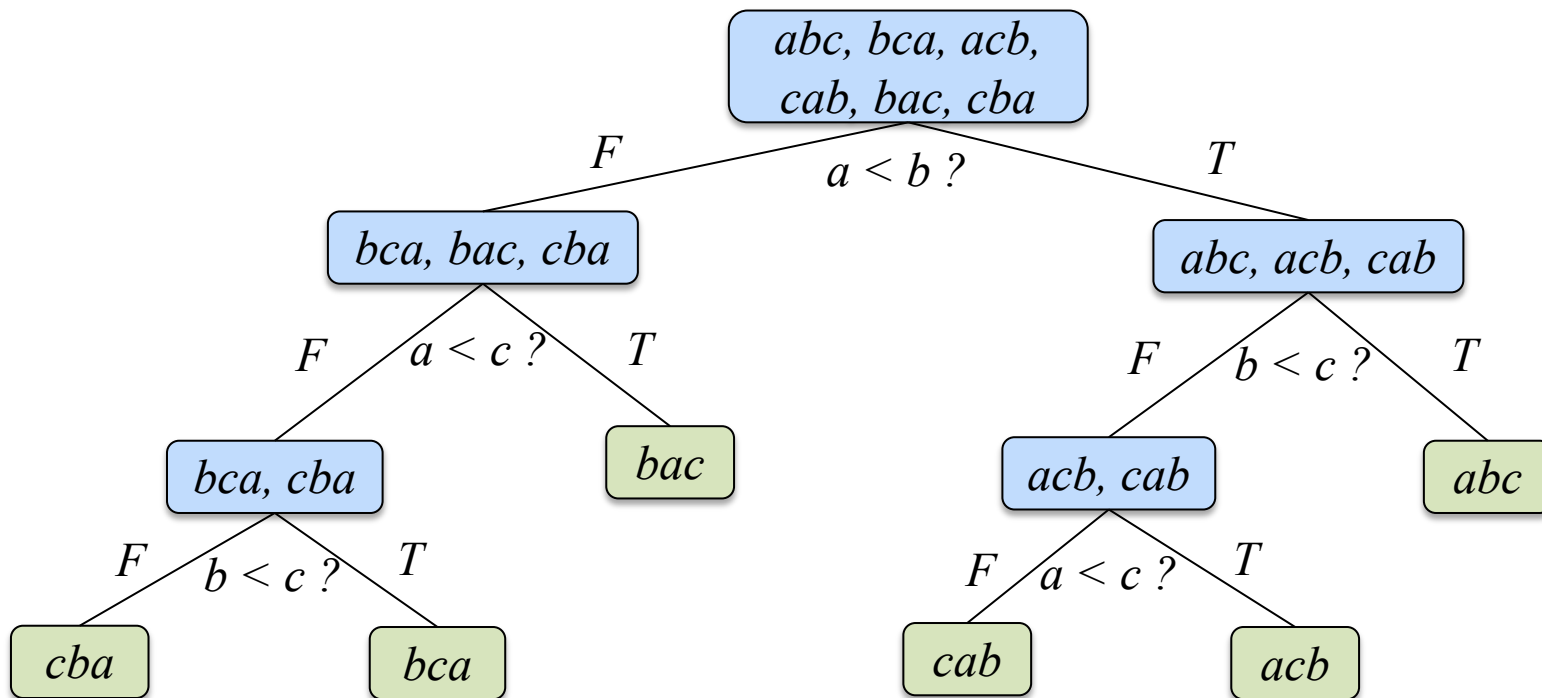 abc, bca, acb,
cab, bac, cba
F
a < b ?
T
bca, bac, cba
abc, acb, cab
F
a < c ?
T
F
b < c ?
T
bca, cba
bac
acb, cab
abc
F
b < c ?
T
F
a < c ?
T
cba
bca
cab
acb